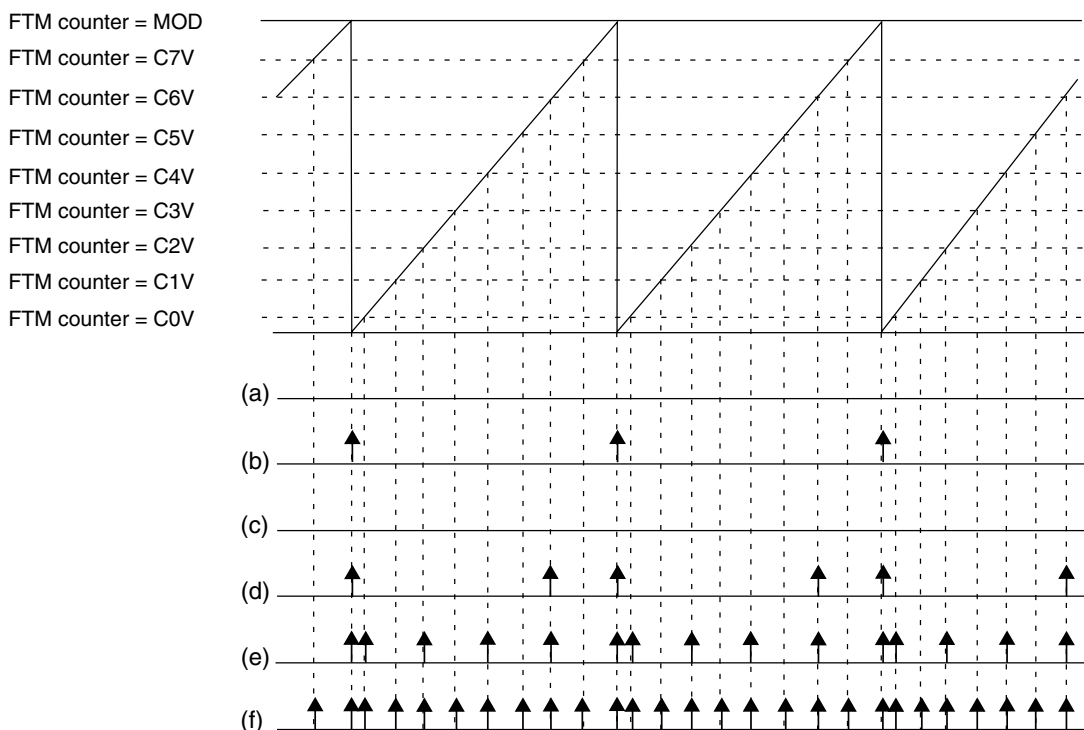 FTM counter = MOD
FTM counter = C7V
FTM counter = C6V
FTM counter = C5V
FTM counter = C4V
FTM counter = C3V
FTM counter = C2V
FTM counter = C1V
FTM counter = C0V
(a)
(b)
(c)
(d)
(e)
(f)